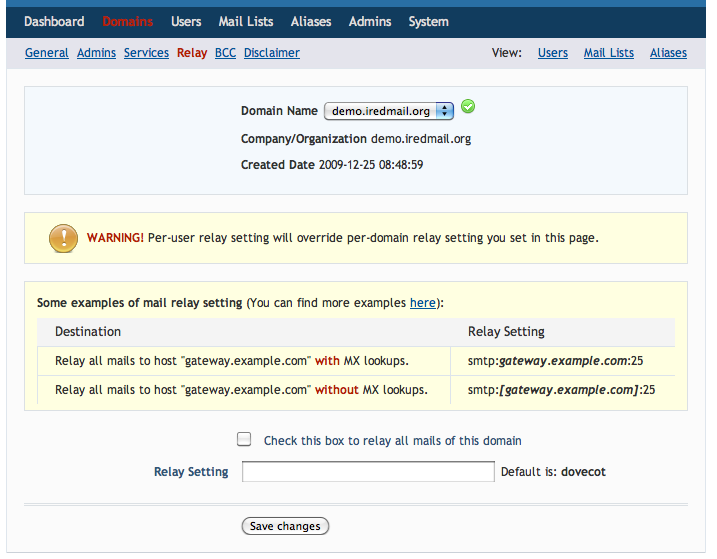 Dashboard Domains Users Mail Lists Aliases Admins System
General Admins Services Relay BCC Disclaimer View: Users Mail Lists Aliases
Domain Name demo.iredmail.org
Company/Organization demo.iredmail.org
Created Date 2009-12-25 08:48:59
WARNING! Per-user relay setting will override per-domain relay setting you set in this page.
Some examples of mail relay setting (You can find more examples here):
Destination Relay Setting
Relay all mails to host "gateway.example.com" with MX lookups. smtp:gateway.example.com:25
Relay all mails to host "gateway.example.com" without MX lookups. smtp:[gateway.example.com]:25
Check this box to relay all mails of this domain
Relay Setting Default is: dovecot
Save changes